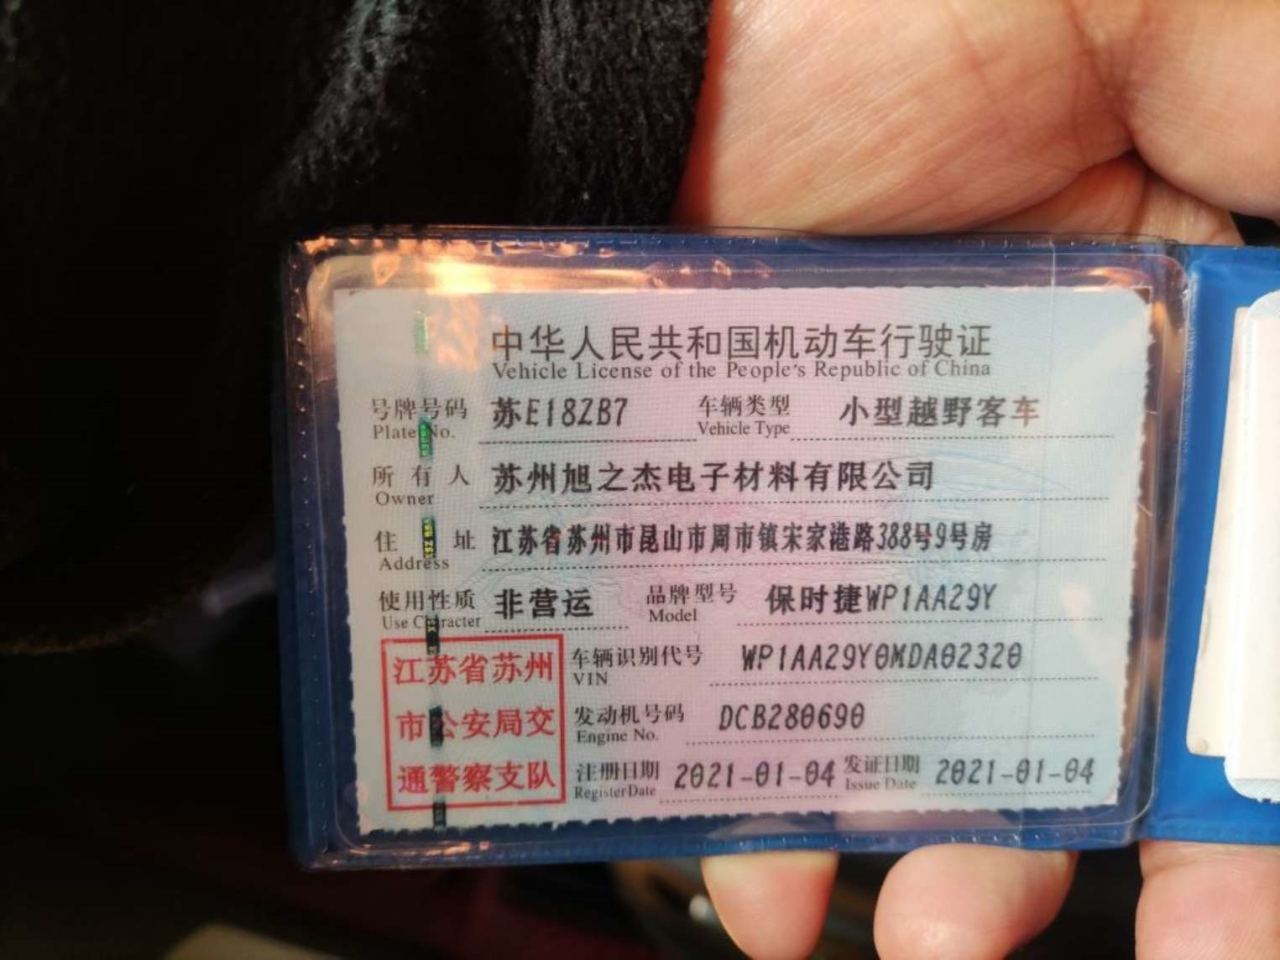 中华人民共和国机动车行驶证
Vehicle License of the People's Republic of China
号牌号码 苏E18ZB7 车辆类型 小型越野客车
Plate No. Vehicle Type
所有人 苏州旭之杰电子材料有限公司
Owner
住址 江苏省苏州市昆山市周市镇宋家港路388号9号房
Address
使用性质 非营运 品牌型号 保时捷WP1AA29Y
Use Character Model
江苏省苏州 车辆识别代号 WP1AA29Y0MDA02320
VIN
市公安局交 发动机号码 DCB280690
Engine No.
通警察支队 注册日期 2021-01-04 发证日期 2021-01-04
Register Date Issue Date